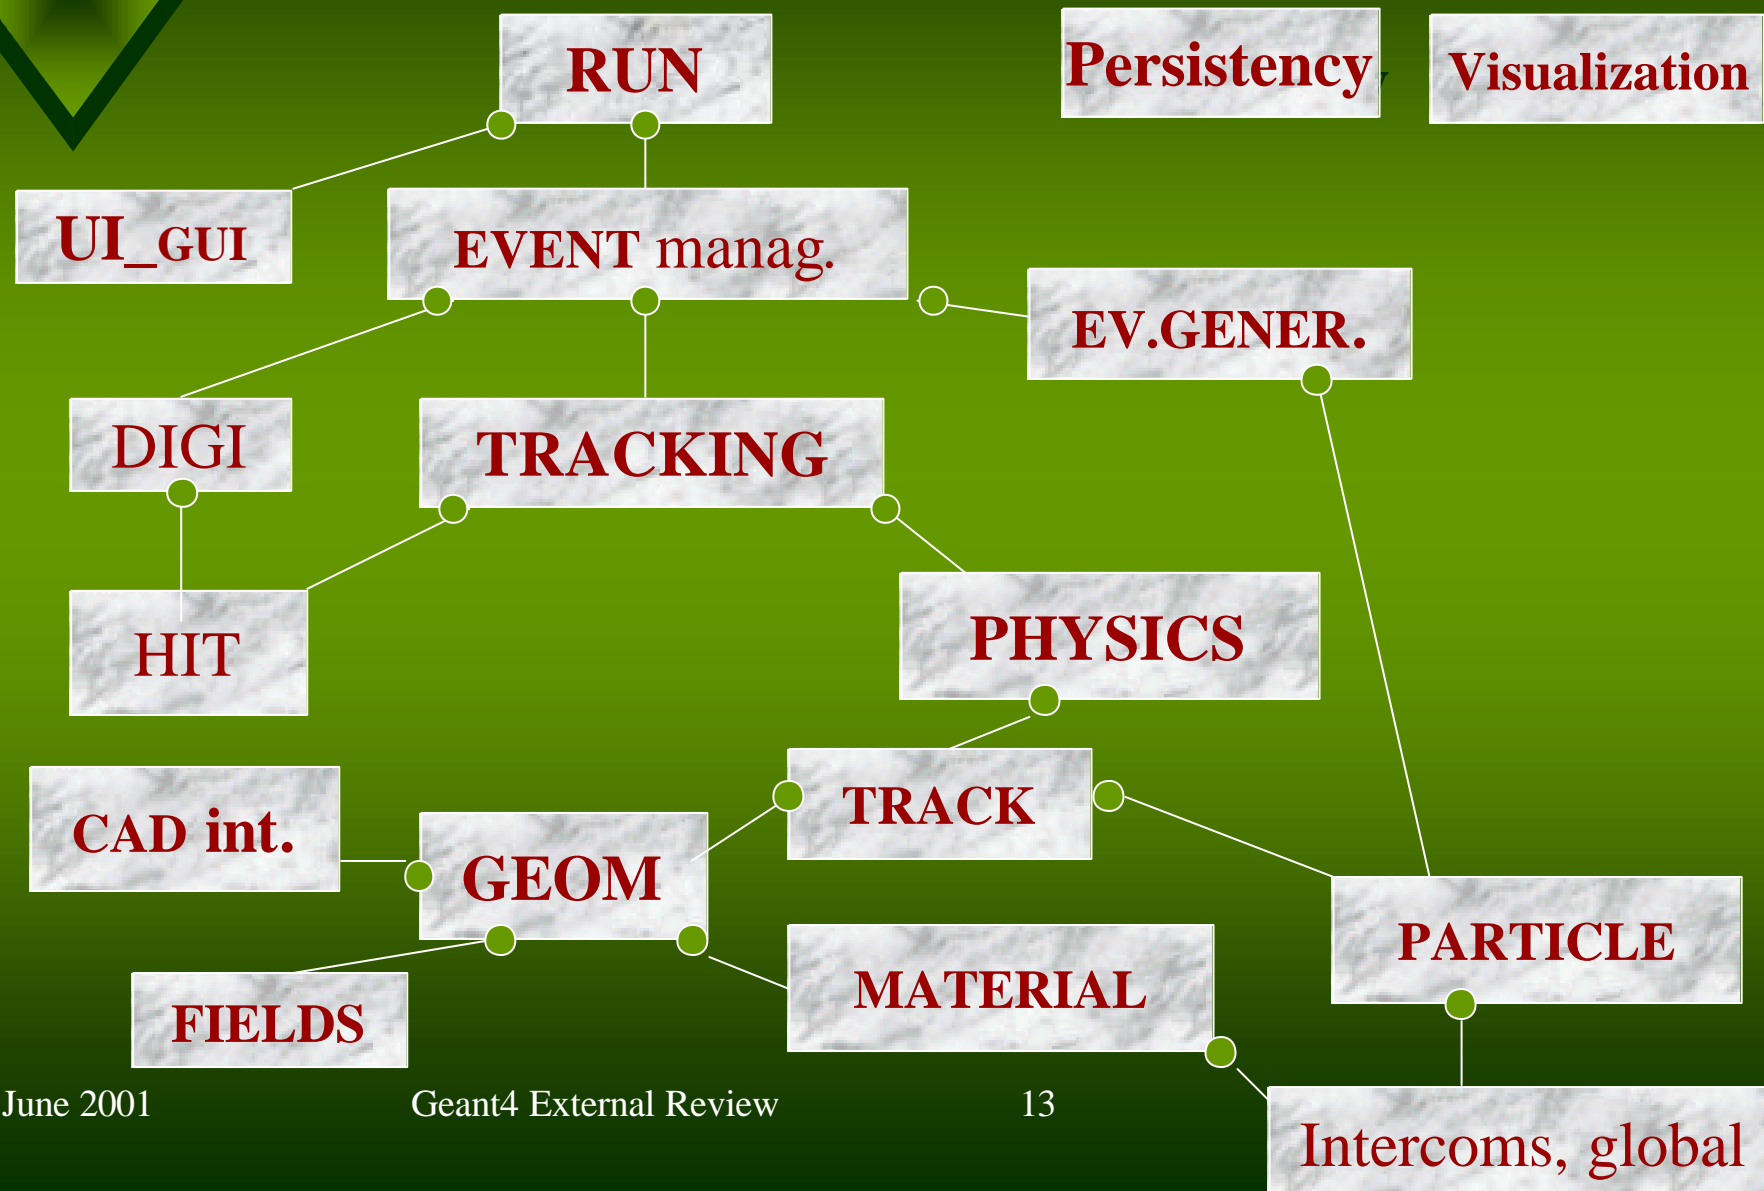 RUN
Persistency
Visualization
UI_GUI
EVENT manag.
EV.GENER.
DIGI
TRACKING
HIT
PHYSICS
CAD int.
GEOM
TRACK
PARTICLE
FIELDS
MATERIAL
June 2001
Geant4 External Review
13
Intercoms, global